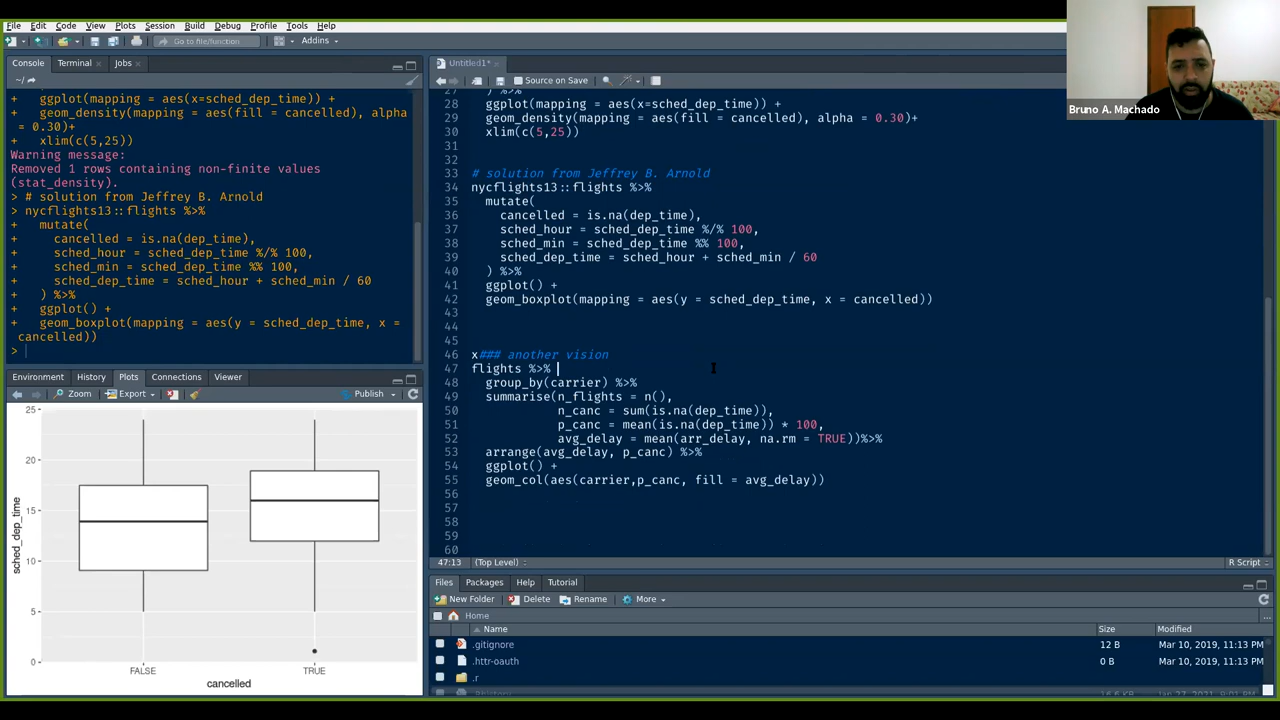 File Edit Code View Plots Session Build Debug Profile Tools Help
Go to file/function Addins
Console Terminal Jobs
~/
+ ggplot(mapping = aes(x=sched_dep_time)) +
+ geom_density(mapping = aes(fill = cancelled), alpha
= 0.30)+
+ xlim(c(5,25))
Warning message:
Removed 1 rows containing non-finite values
(stat_density).
> # solution from Jeffrey B. Arnold
> nycflights13::flights %>%
+ mutate(
+ cancelled = is.na(dep_time),
+ sched_hour = sched_dep_time %/% 100,
+ sched_min = sched_dep_time %% 100,
+ sched_dep_time = sched_hour + sched_min / 60
+ ) %>%
+ ggplot() +
+ geom_boxplot(mapping = aes(y = sched_dep_time, x =
cancelled))
>
Environment History Plots Connections Viewer
Zoom Export Publish
25
20
15
10
5
0
sched_dep_time
FALSE TRUE
cancelled
Untitled1*
Source on Save
27 ) %>%
28 ggplot(mapping = aes(x=sched_dep_time)) +
29 geom_density(mapping = aes(fill = cancelled), alpha = 0.30)+
30 xlim(c(5,25))
31
32
33 # solution from Jeffrey B. Arnold
34 nycflights13::flights %>%
35 mutate(
36 cancelled = is.na(dep_time),
37 sched_hour = sched_dep_time %/% 100,
38 sched_min = sched_dep_time %% 100,
39 sched_dep_time = sched_hour + sched_min / 60
40 ) %>%
41 ggplot() +
42 geom_boxplot(mapping = aes(y = sched_dep_time, x = cancelled))
43
44
45
46 x### another vision
47 flights %>%
48 group_by(carrier) %>%
49 summarise(n_flights = n(),
50 n_canc = sum(is.na(dep_time)),
51 p_canc = mean(is.na(dep_time)) * 100,
52 avg_delay = mean(arr_delay, na.rm = TRUE))%>%
53 arrange(avg_delay, p_canc) %>%
54 ggplot() +
55 geom_col(aes(carrier,p_canc, fill = avg_delay))
56
57
58
59
60
47:13 (Top Level) R Script
Files Packages Help Tutorial
New Folder Delete Rename More
Home
Name Size Modified
.gitignore 12 B Mar 10, 2019, 11:13 PM
.httr-oauth 0 B Mar 10, 2019, 11:13 PM
.r
Bruno A. Machado